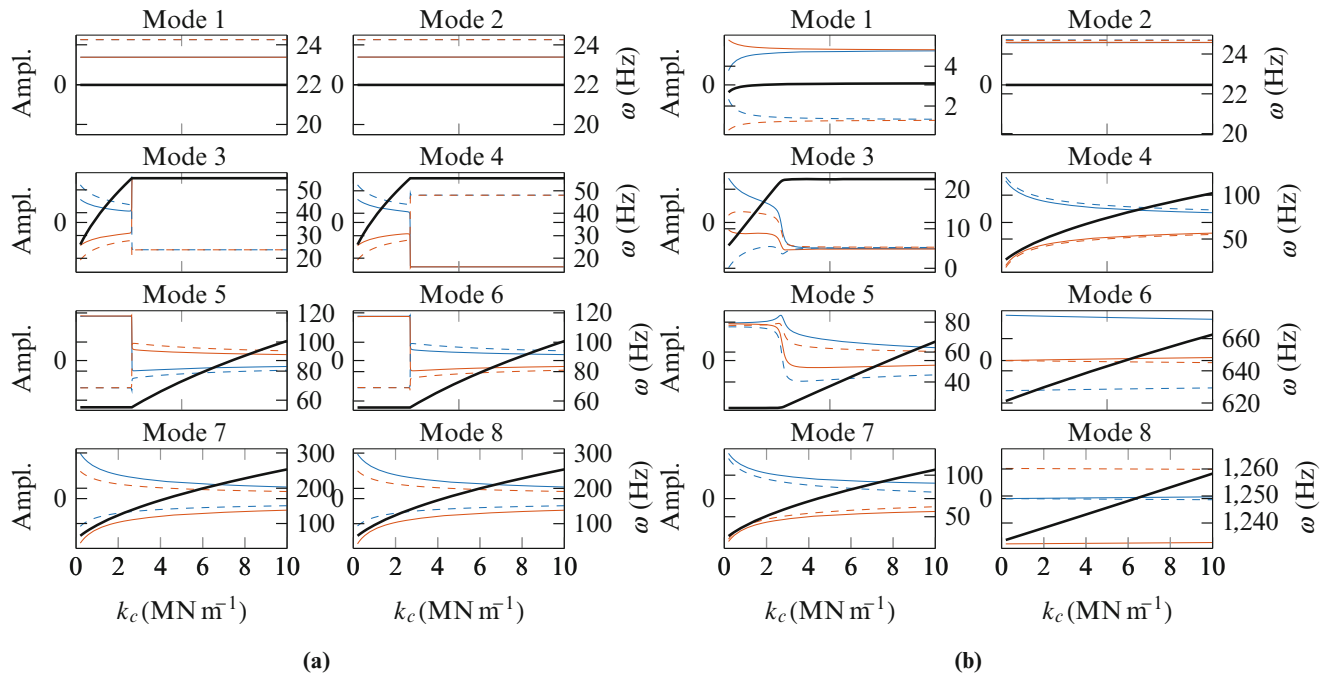 Mode 1 Mode 2 Mode 1 Mode 2
Ampl. 0 24 22 20 0 24 22 20 ω (Hz) Ampl. 0 4 2 24 22 20 ω (Hz)
Mode 3 Mode 4 Mode 3 Mode 4
Ampl. 0 50 40 30 20 0 50 40 30 20 ω (Hz) Ampl. 0 20 10 0 0 100 50 ω (Hz)
Mode 5 Mode 6 Mode 5 Mode 6
Ampl. 0 120 100 80 60 0 120 100 80 60 ω (Hz) Ampl. 0 80 60 40 0 660 640 620 ω (Hz)
Mode 7 Mode 8 Mode 7 Mode 8
Ampl. 0 300 200 100 0 300 200 100 ω (Hz) Ampl. 0 100 50 0 1,260 1,250 1,240 ω (Hz)
0 2 4 6 8 10 0 2 4 6 8 10 0 2 4 6 8 10 0 2 4 6 8 10
k_c (MN m⁻¹) k_c (MN m⁻¹) k_c (MN m⁻¹) k_c (MN m⁻¹)
(a) (b)